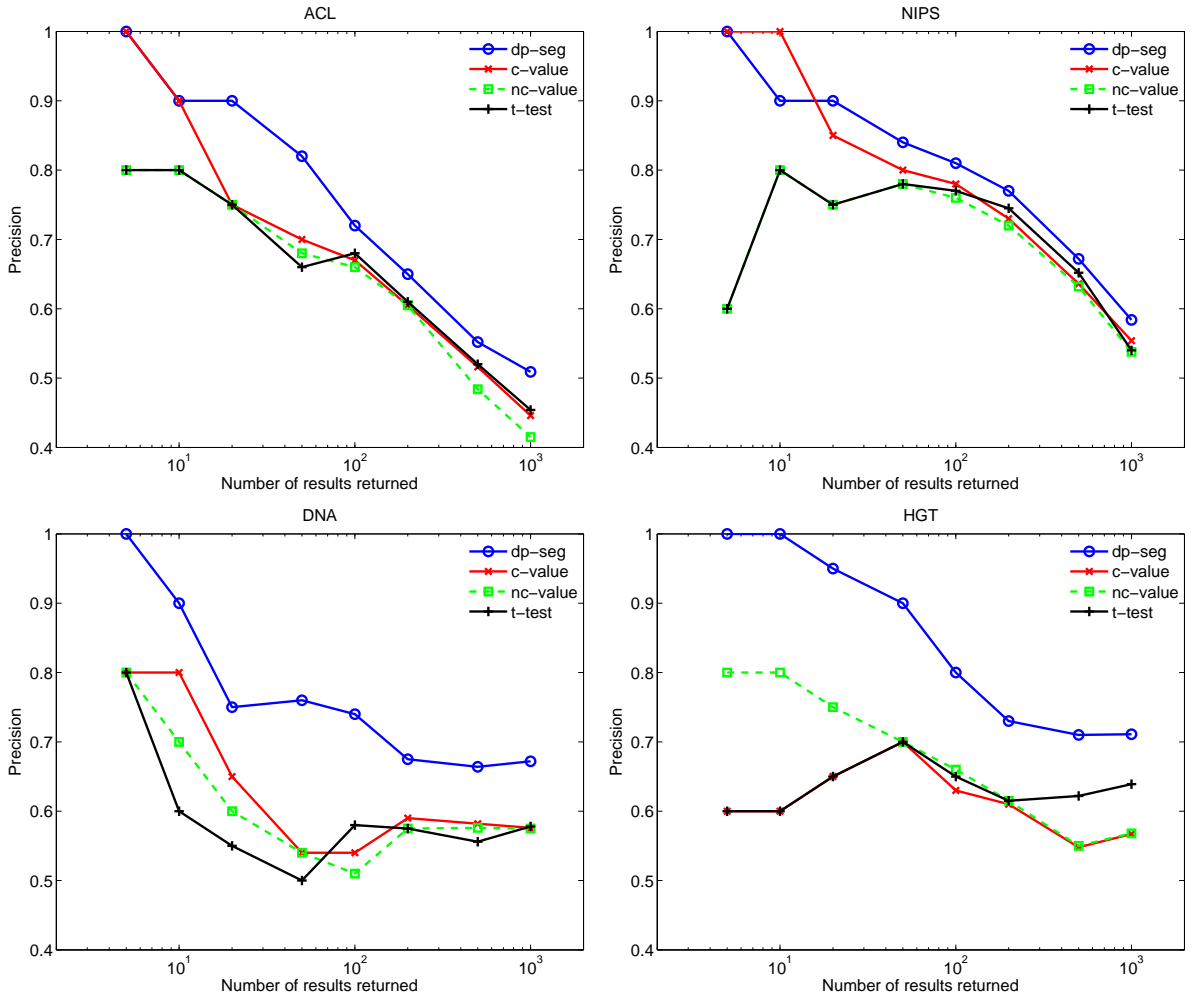 ACL
1
0.9
0.8
0.7
0.6
0.5
0.4
Precision
dp−seg
c−value
nc−value
t−test
10^1
10^2
10^3
Number of results returned
NIPS
1
0.9
0.8
0.7
0.6
0.5
0.4
Precision
dp−seg
c−value
nc−value
t−test
10^1
10^2
10^3
Number of results returned
DNA
1
0.9
0.8
0.7
0.6
0.5
0.4
Precision
dp−seg
c−value
nc−value
t−test
10^1
10^2
10^3
Number of results returned
HGT
1
0.9
0.8
0.7
0.6
0.5
0.4
Precision
dp−seg
c−value
nc−value
t−test
10^1
10^2
10^3
Number of results returned